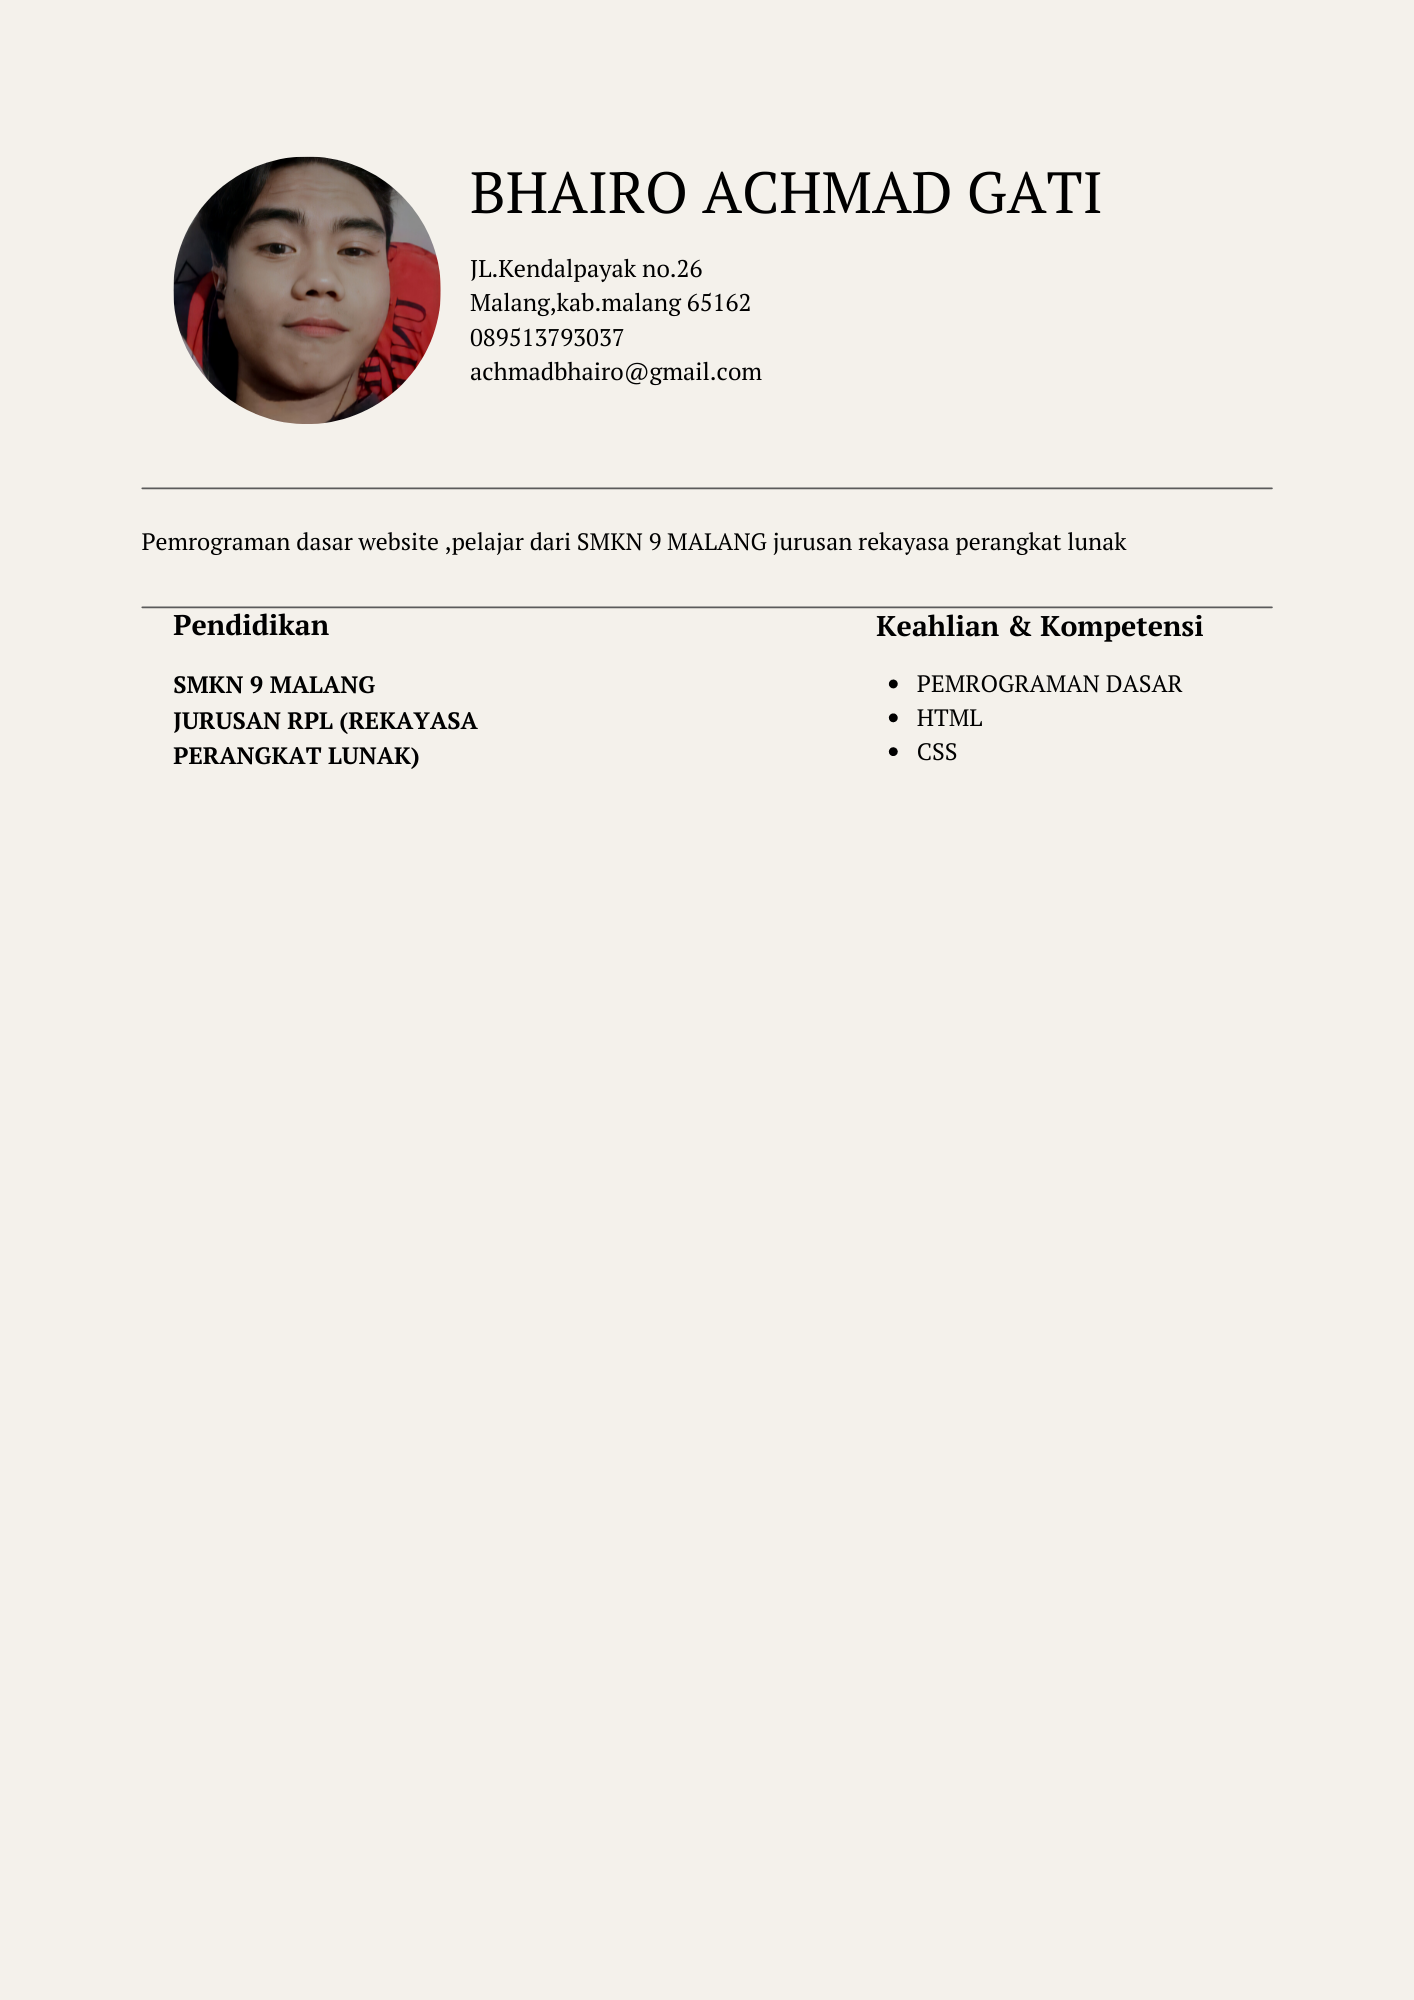 BHAIRO ACHMAD GATI
JL.Kendalpayak no.26
Malang,kab.malang 65162
089513793037
achmadbhairo@gmail.com
Pemrograman dasar website ,pelajar dari SMKN 9 MALANG jurusan rekayasa perangkat lunak
Pendidikan
SMKN 9 MALANG
JURUSAN RPL (REKAYASA
PERANGKAT LUNAK)
Keahlian & Kompetensi
• PEMROGRAMAN DASAR
• HTML
• CSS